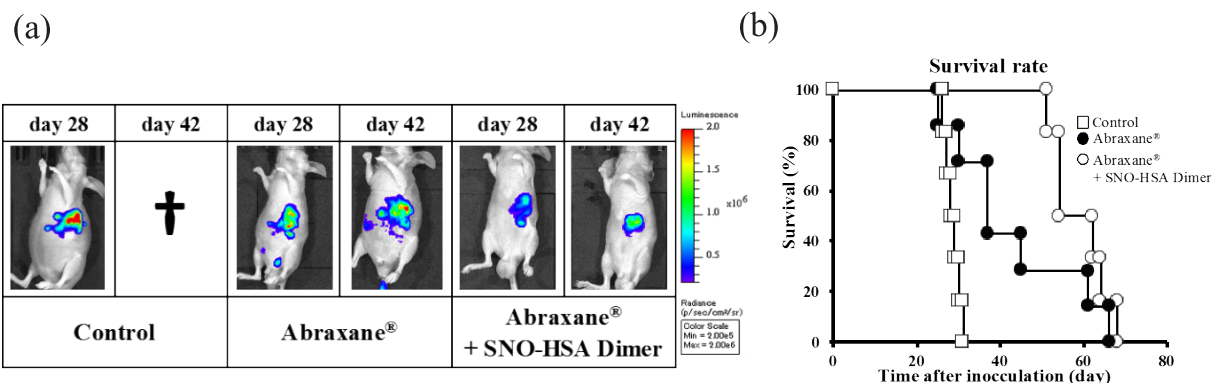 (a)
day 28
day 42
day 28
day 42
day 28
day 42
Control
Abraxane®
Abraxane®
+ SNO-HSA Dimer
Luminescence
2.0
1.5
1.0
x10⁶
0.5
Radiance
(p/sec/cm²/sr)
Color Scale
Min = 2.00e5
Max = 2.00e6
(b)
Survival rate
Survival (%)
100
80
60
40
20
0
0
20
40
60
80
Time after inocculation (day)
Control
Abraxane®
Abraxane®
+ SNO-HSA Dimer